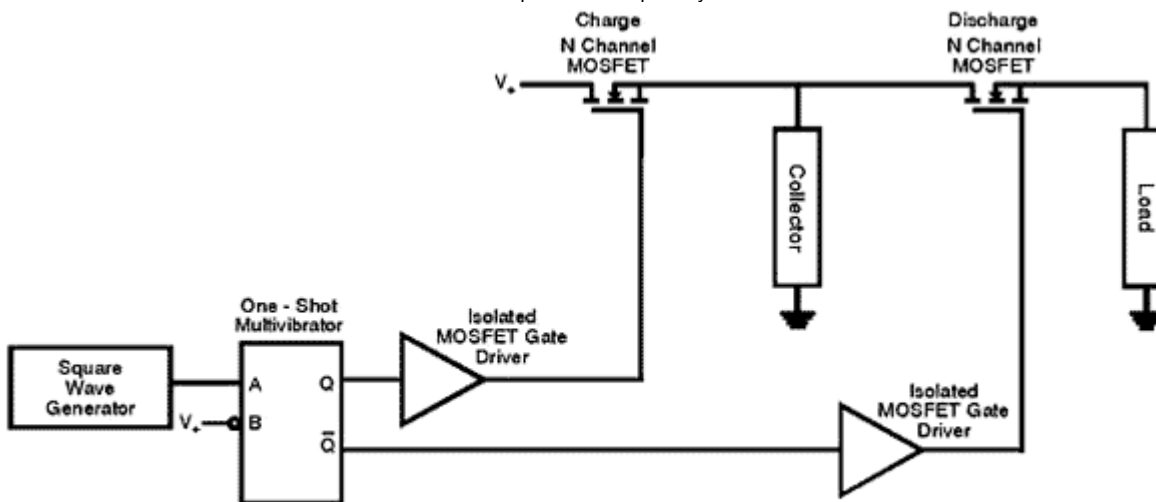 Charge
N Channel
MOSFET
Discharge
N Channel
MOSFET
V+
Collector
Load
One - Shot
Multivibrator
Isolated
MOSFET Gate
Driver
Square
Wave
Generator
A
Q
V+
B
Q̅
Isolated
MOSFET Gate
Driver